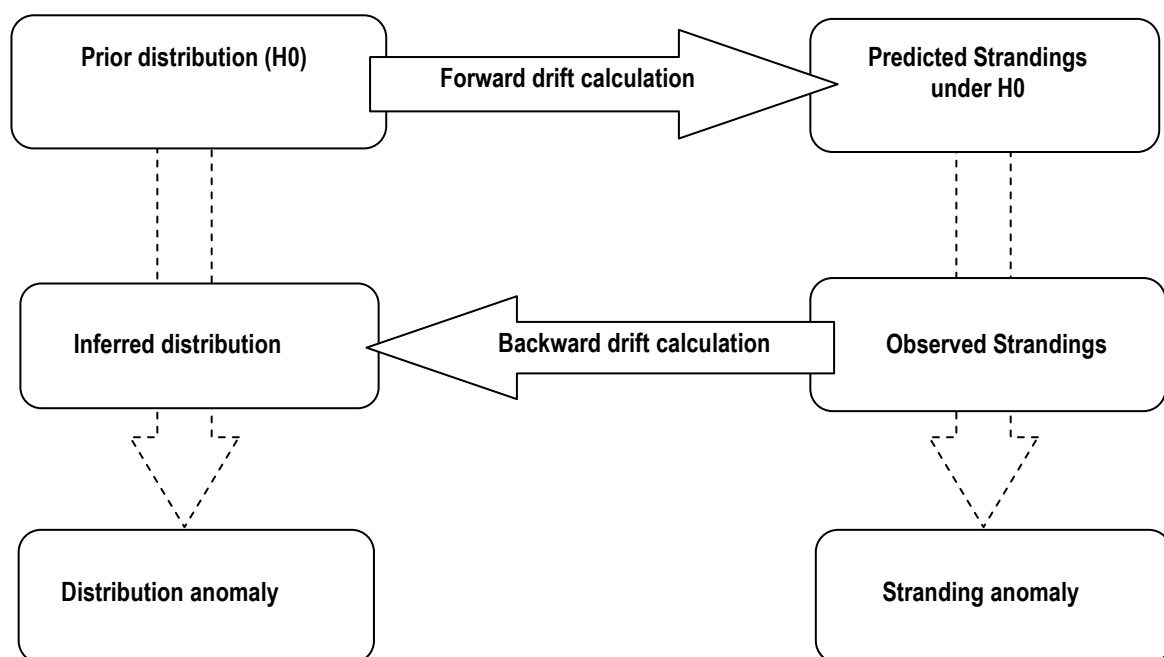 Prior distribution (H0)
Forward drift calculation
Predicted Strandings
under H0
Inferred distribution
Backward drift calculation
Observed Strandings
Distribution anomaly
Stranding anomaly